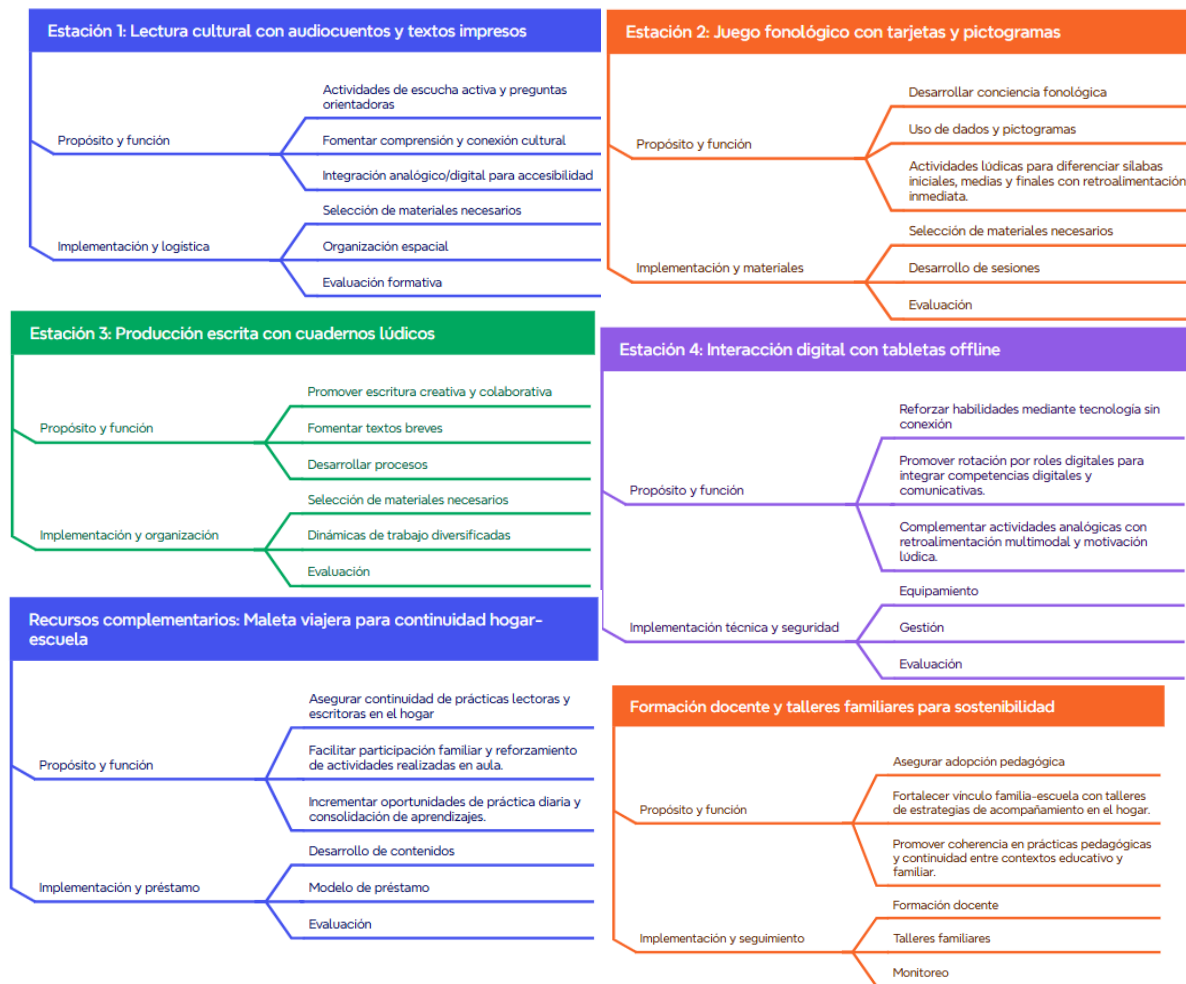 Estación 1: Lectura cultural con audiocuentos y textos impresos
Propósito y función
Actividades de escucha activa y preguntas
orientadoras
Fomentar comprensión y conexión cultural
Integración analógico/digital para accesibilidad
Implementación y logística
Selección de materiales necesarios
Organización espacial
Evaluación formativa
Estación 2: Juego fonológico con tarjetas y pictogramas
Propósito y función
Desarrollar conciencia fonológica
Uso de dados y pictogramas
Actividades lúdicas para diferenciar sílabas
iniciales, medias y finales con retroalimentación
inmediata.
Implementación y materiales
Selección de materiales necesarios
Desarrollo de sesiones
Evaluación
Estación 3: Producción escrita con cuadernos lúdicos
Propósito y función
Promover escritura creativa y colaborativa
Fomentar textos breves
Desarrollar procesos
Implementación y organización
Selección de materiales necesarios
Dinámicas de trabajo diversificadas
Evaluación
Estación 4: Interacción digital con tabletas offline
Propósito y función
Reforzar habilidades mediante tecnología sin
conexión
Promover rotación por roles digitales para
integrar competencias digitales y
comunicativas.
Complementar actividades analógicas con
retroalimentación multimodal y motivación
lúdica.
Implementación técnica y seguridad
Equipamiento
Gestión
Evaluación
Recursos complementarios: Maleta viajera para continuidad hogar-
escuela
Propósito y función
Asegurar continuidad de prácticas lectoras y
escritoras en el hogar
Facilitar participación familiar y reforzamiento
de actividades realizadas en aula.
Incrementar oportunidades de práctica diaria y
consolidación de aprendizajes.
Implementación y préstamo
Desarrollo de contenidos
Modelo de préstamo
Evaluación
Formación docente y talleres familiares para sostenibilidad
Propósito y función
Asegurar adopción pedagógica
Fortalecer vínculo familia-escuela con talleres
de estrategias de acompañamiento en el hogar.
Promover coherencia en prácticas pedagógicas
y continuidad entre contextos educativo y
familiar.
Implementación y seguimiento
Formación docente
Talleres familiares
Monitoreo